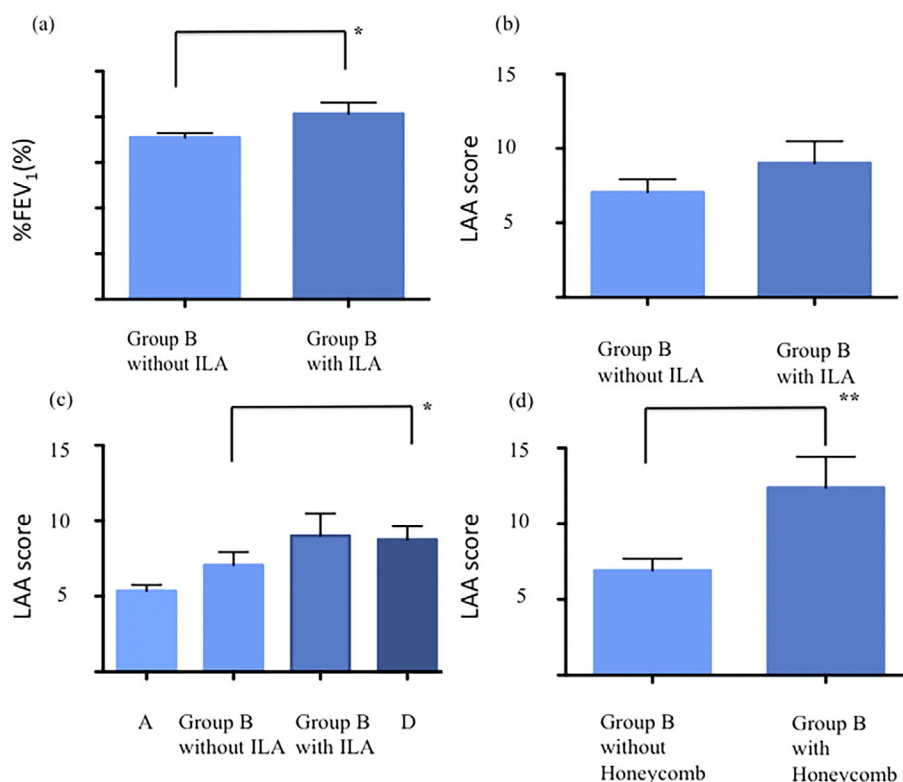 (a)
*
%FEV1(%)
Group B
without ILA
Group B
with ILA
(b)
15
10
5
LAA score
Group B
without ILA
Group B
with ILA
(c)
*
15
10
5
LAA score
A
Group B
without ILA
Group B
with ILA
D
(d)
**
15
10
5
LAA score
Group B
without
Honeycomb
Group B
with
Honeycomb